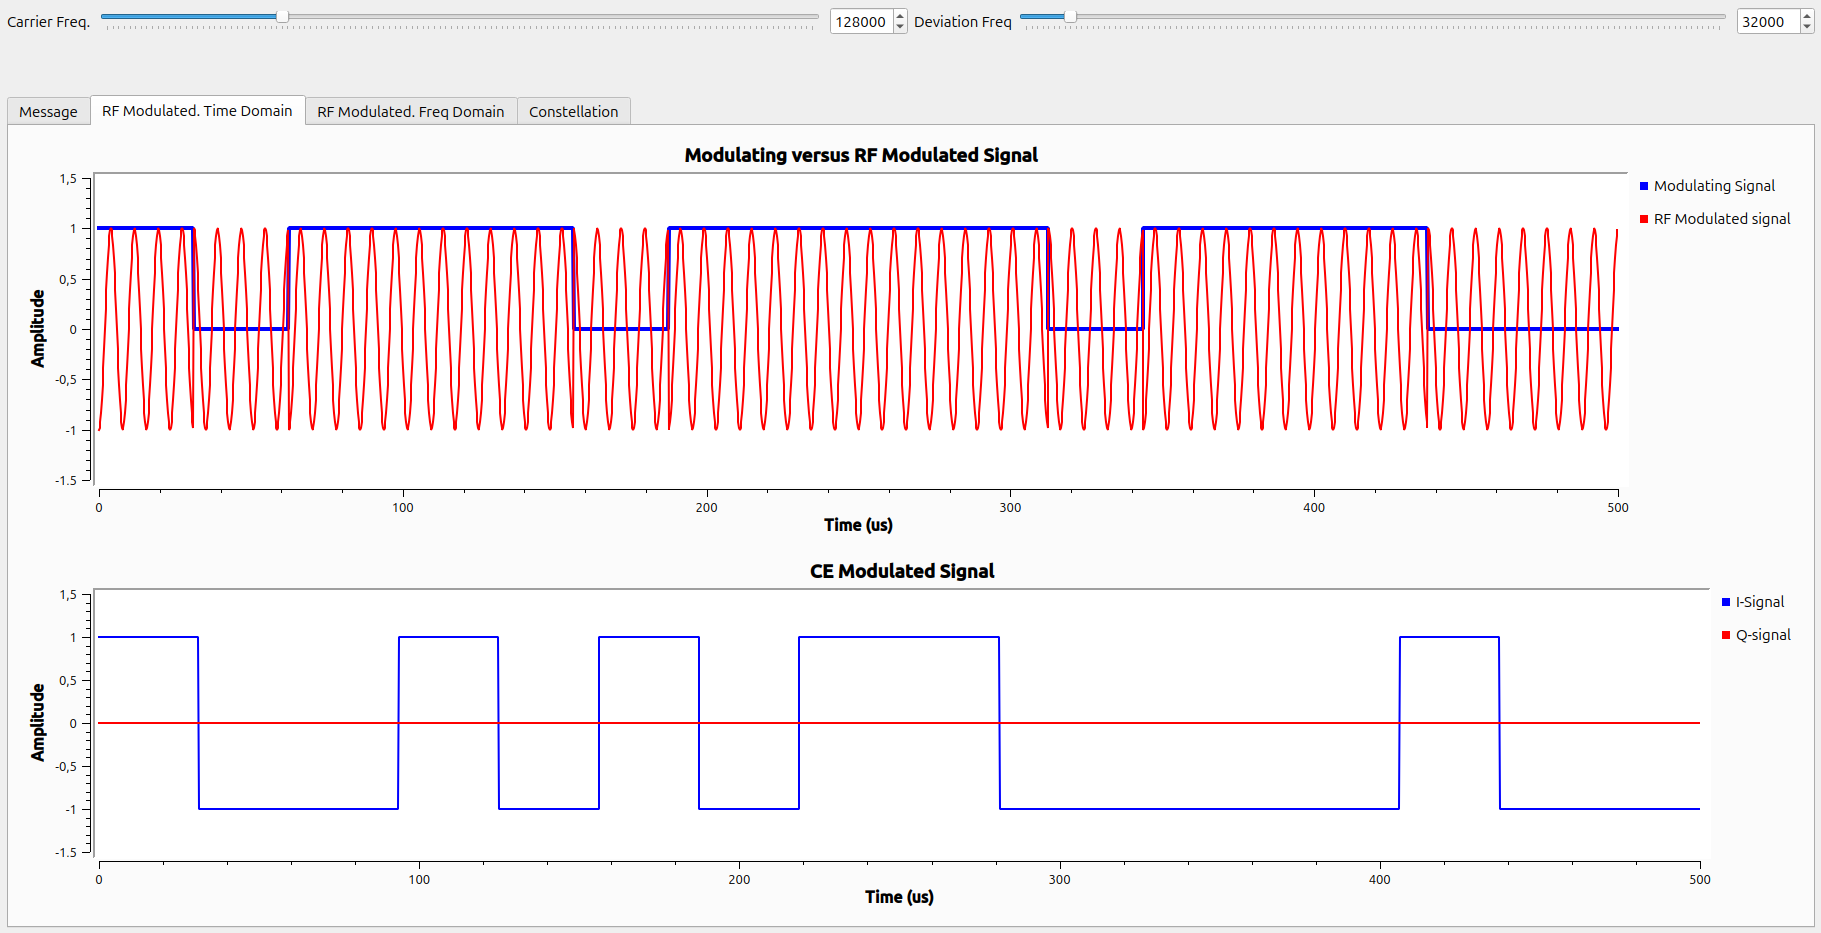 Carrier Freq. 128000 Deviation Freq 32000
Message RF Modulated. Time Domain RF Modulated. Freq Domain Constellation
Modulating versus RF Modulated Signal
1,5
1
0,5
0
-0,5
-1
-1.5
Amplitude
0 100 200 300 400 500
Time (us)
Modulating Signal
RF Modulated signal
CE Modulated Signal
1,5
1
0,5
0
-0,5
-1
-1.5
Amplitude
0 100 200 300 400 500
Time (us)
I-Signal
Q-signal